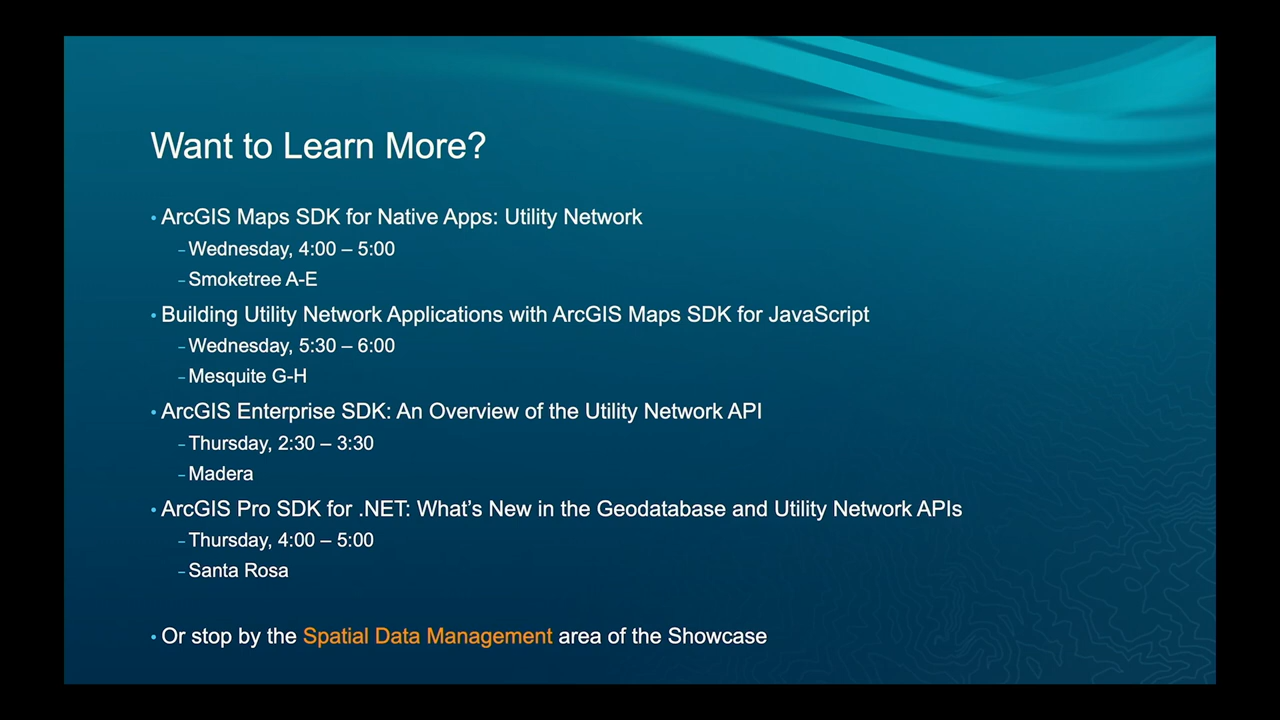 Want to Learn More?
• ArcGIS Maps SDK for Native Apps: Utility Network
– Wednesday, 4:00 – 5:00
– Smoketree A-E
• Building Utility Network Applications with ArcGIS Maps SDK for JavaScript
– Wednesday, 5:30 – 6:00
– Mesquite G-H
• ArcGIS Enterprise SDK: An Overview of the Utility Network API
– Thursday, 2:30 – 3:30
– Madera
• ArcGIS Pro SDK for .NET: What’s New in the Geodatabase and Utility Network APIs
– Thursday, 4:00 – 5:00
– Santa Rosa
• Or stop by the Spatial Data Management area of the Showcase